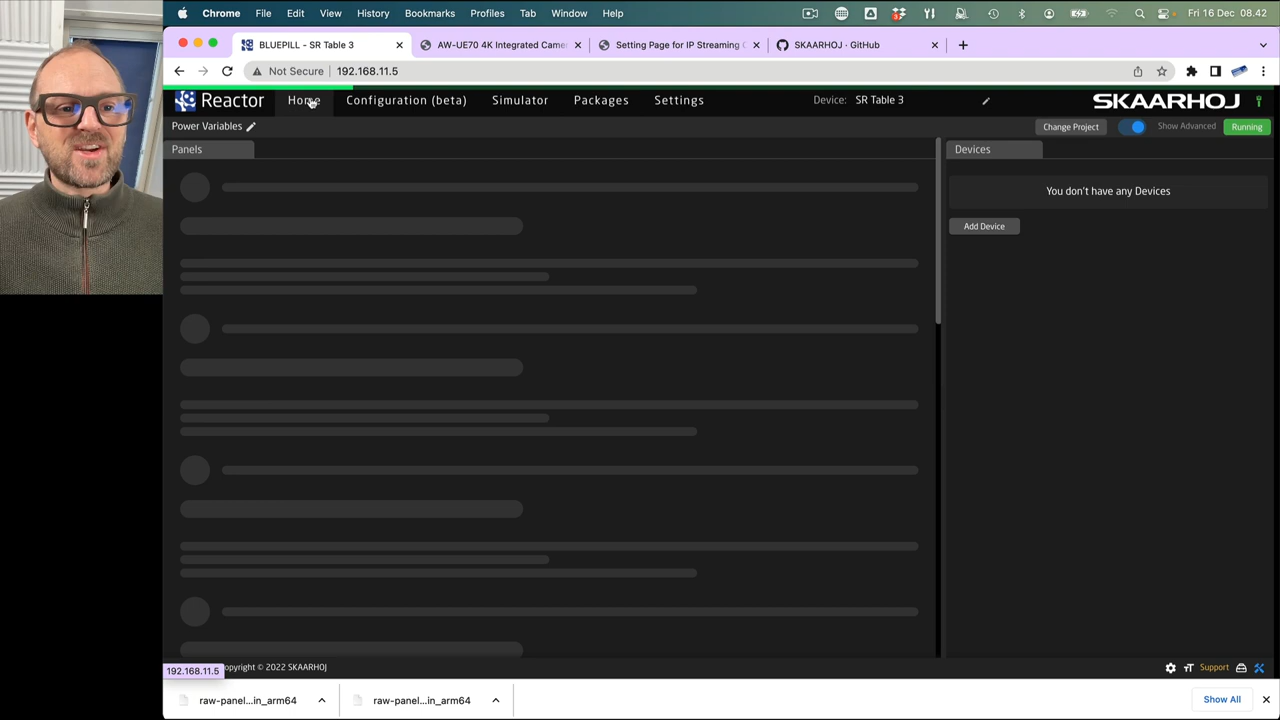 Chrome File Edit View History Bookmarks Profiles Tab Window Help Fri 16 Dec 08.42
BLUEPILL - SR Table 3 AW-UE70 4K Integrated Came Setting Page for IP Streaming C SKAARHOJ - GitHub
Not Secure 192.168.11.5
Reactor Home Configuration (beta) Simulator Packages Settings Device: SR Table 3 SKAARHOJ
Power Variables Change Project Show Advanced Running
Panels Devices
You don't have any Devices
Add Device
192.168.11.5 opyright © 2022 SKAARHOJ Support
raw-panel...in_arm64 raw-panel...in_arm64 Show All